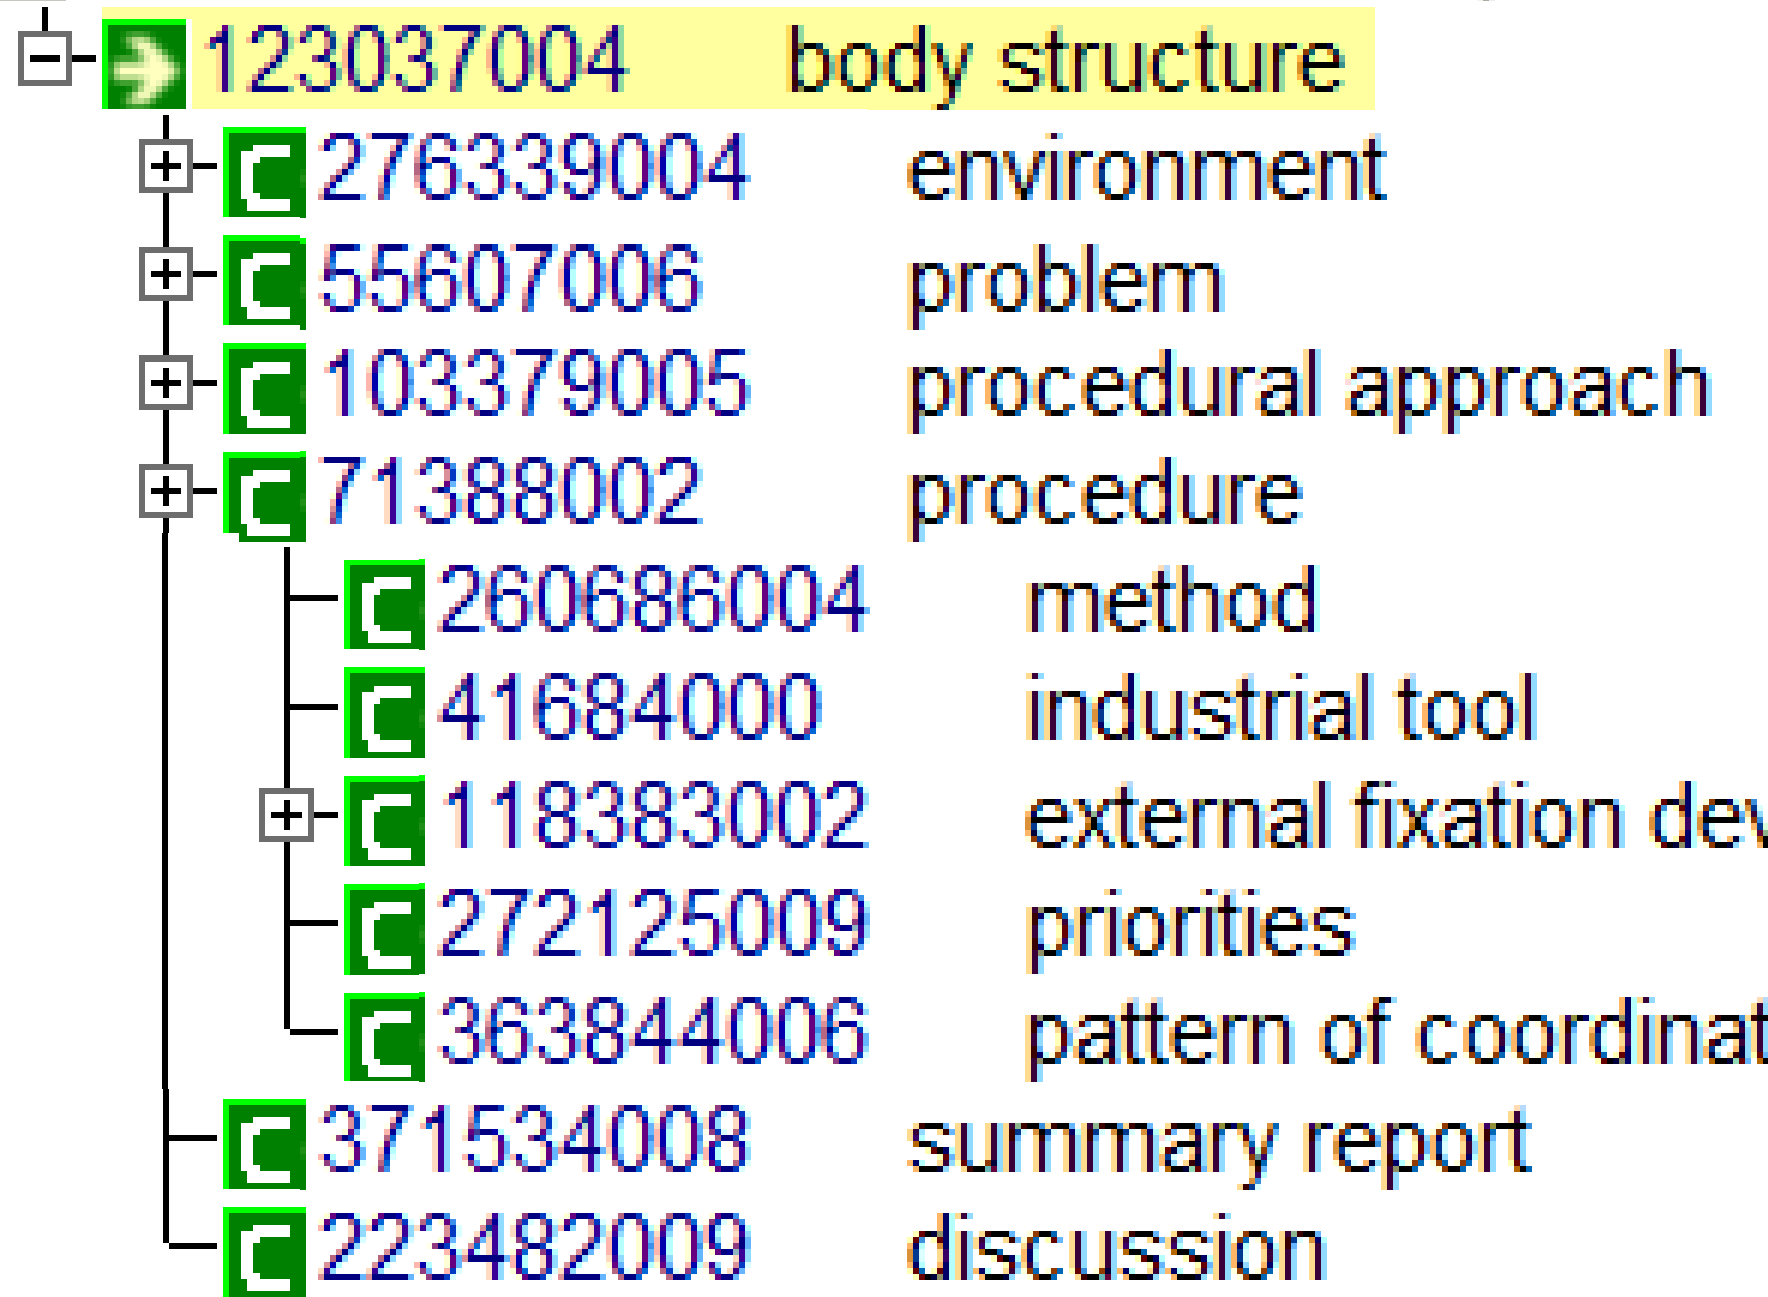 123037004 body structure
276339004 environment
55607006 problem
103379005 procedural approach
71388002 procedure
260686004 method
41684000 industrial tool
118383002 external fixation dev
272125009 priorities
363844006 pattern of coordinat
371534008 summary report
223482009 discussion